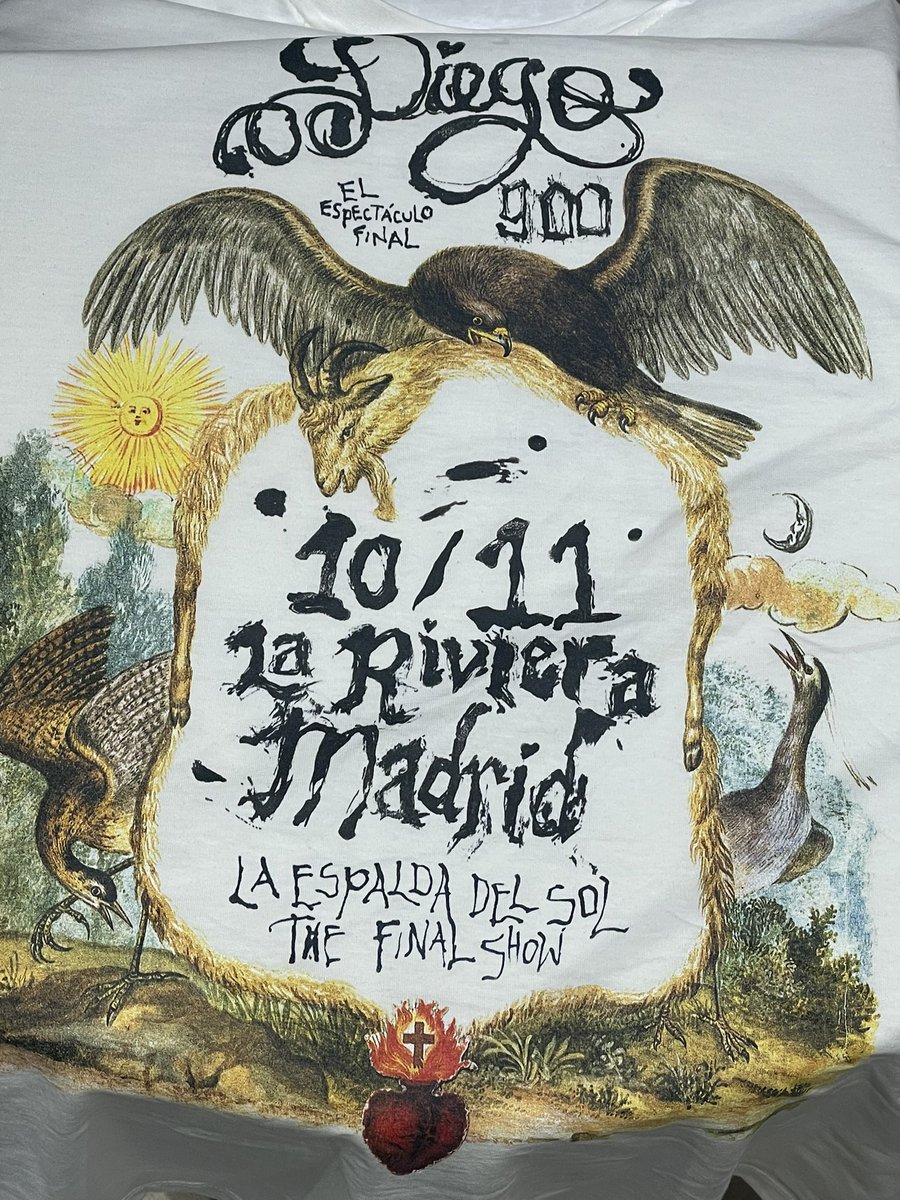 Diego
900
EL
ESPECTÁCULO
FINAL
10/11
La Riviera
Madrid
LA ESPALDA DEL SOL
THE FINAL SHOW